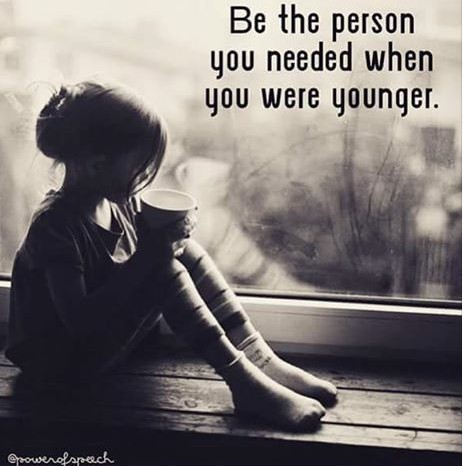 Be the person
you needed when
you were younger.
@powerofspeech